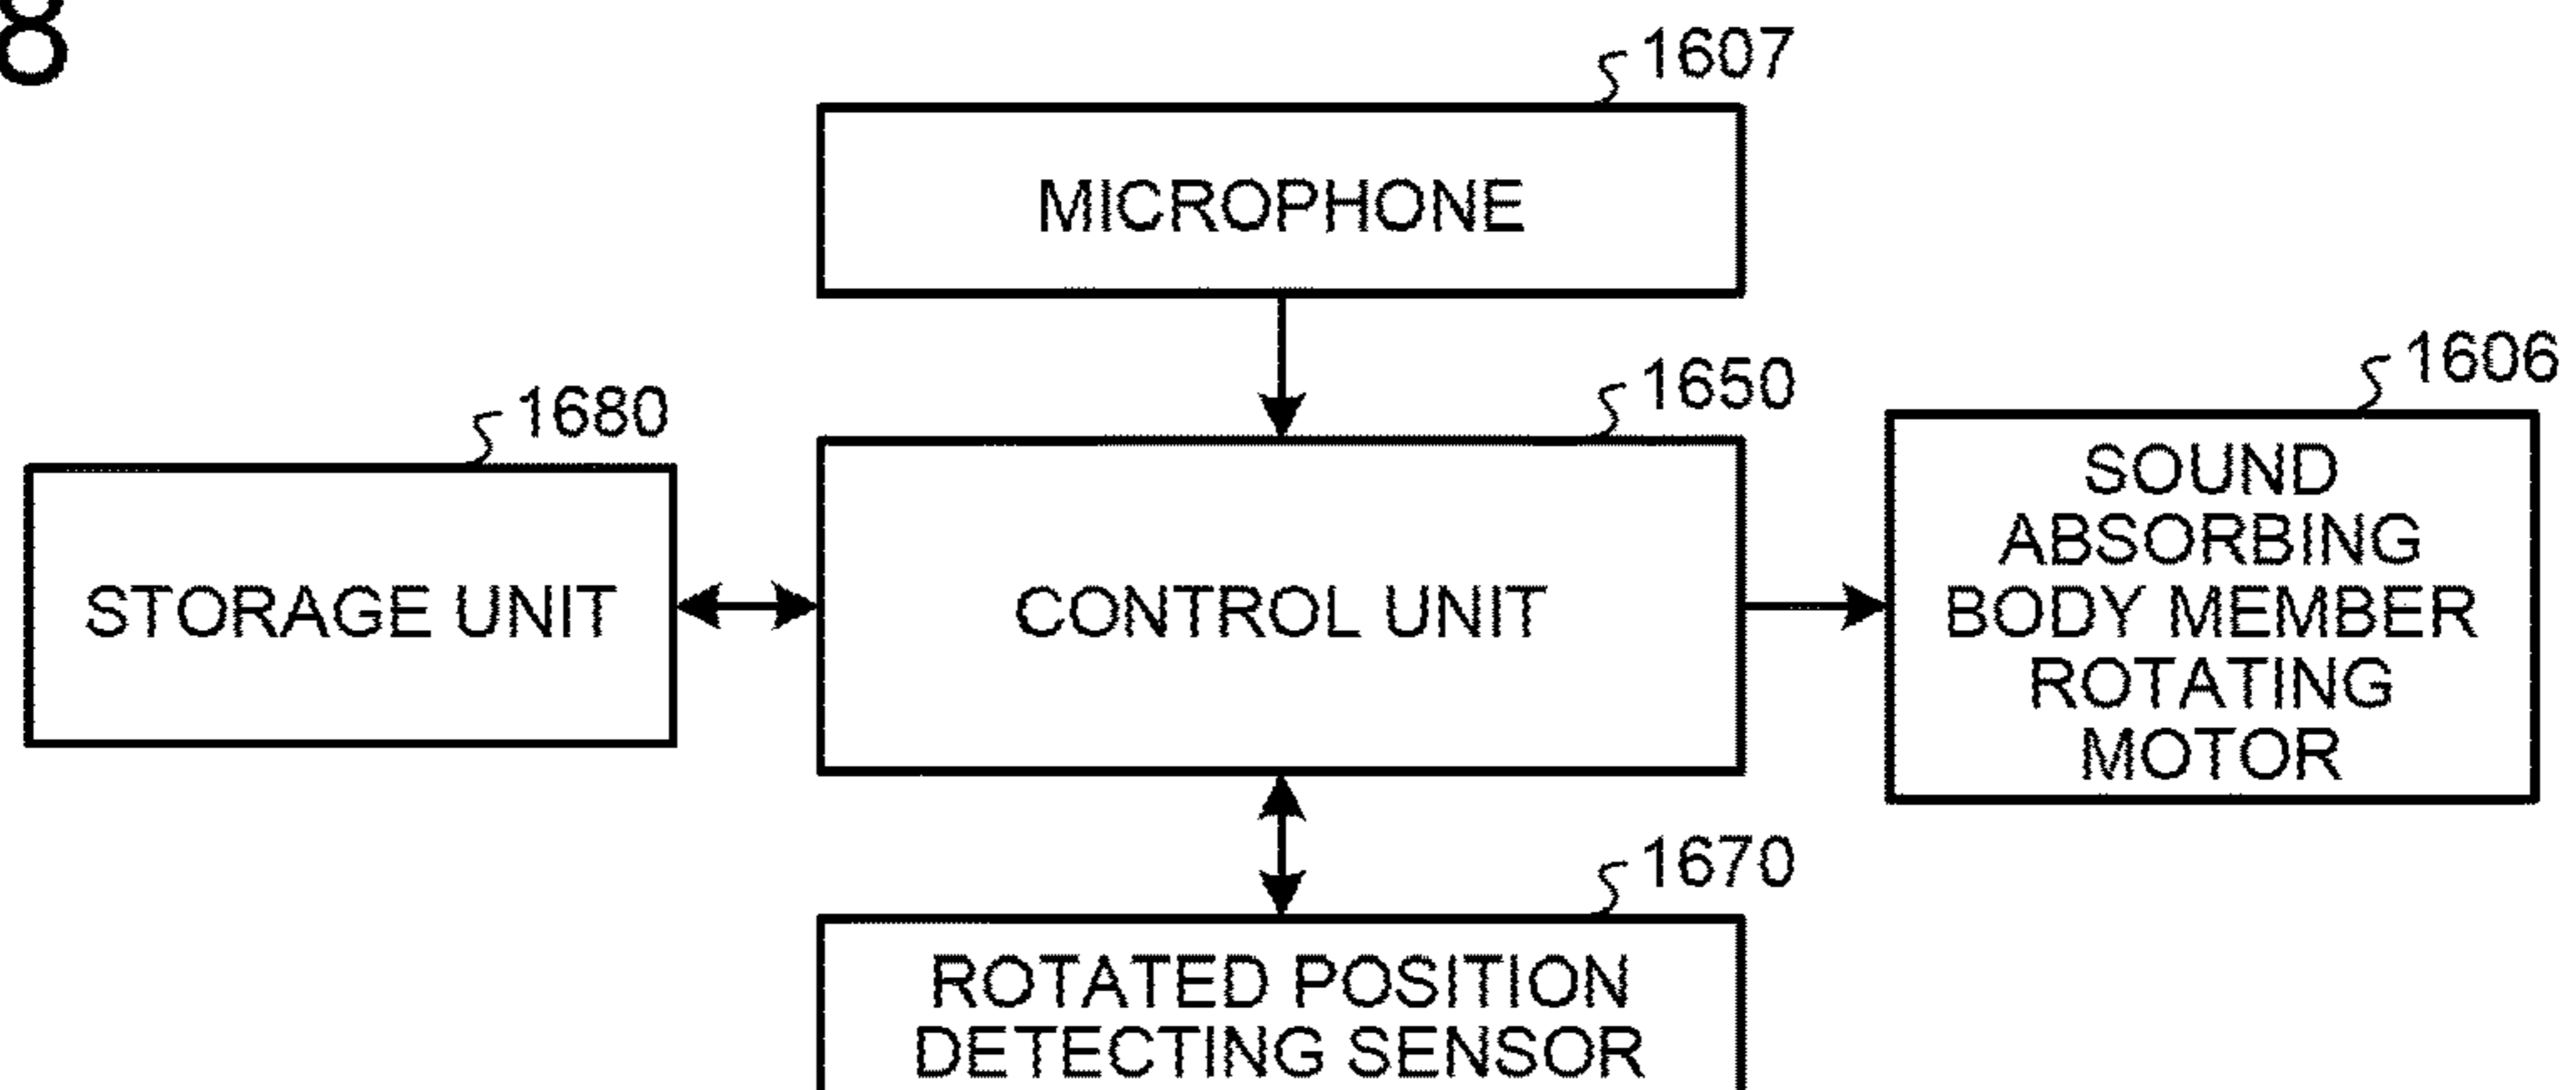 8
1607
MICROPHONE
1606
1650
1680
SOUND
ABSORBING
BODY MEMBER
ROTATING
MOTOR
STORAGE UNIT
CONTROL UNIT
1670
ROTATED POSITION
DETECTING SENSOR